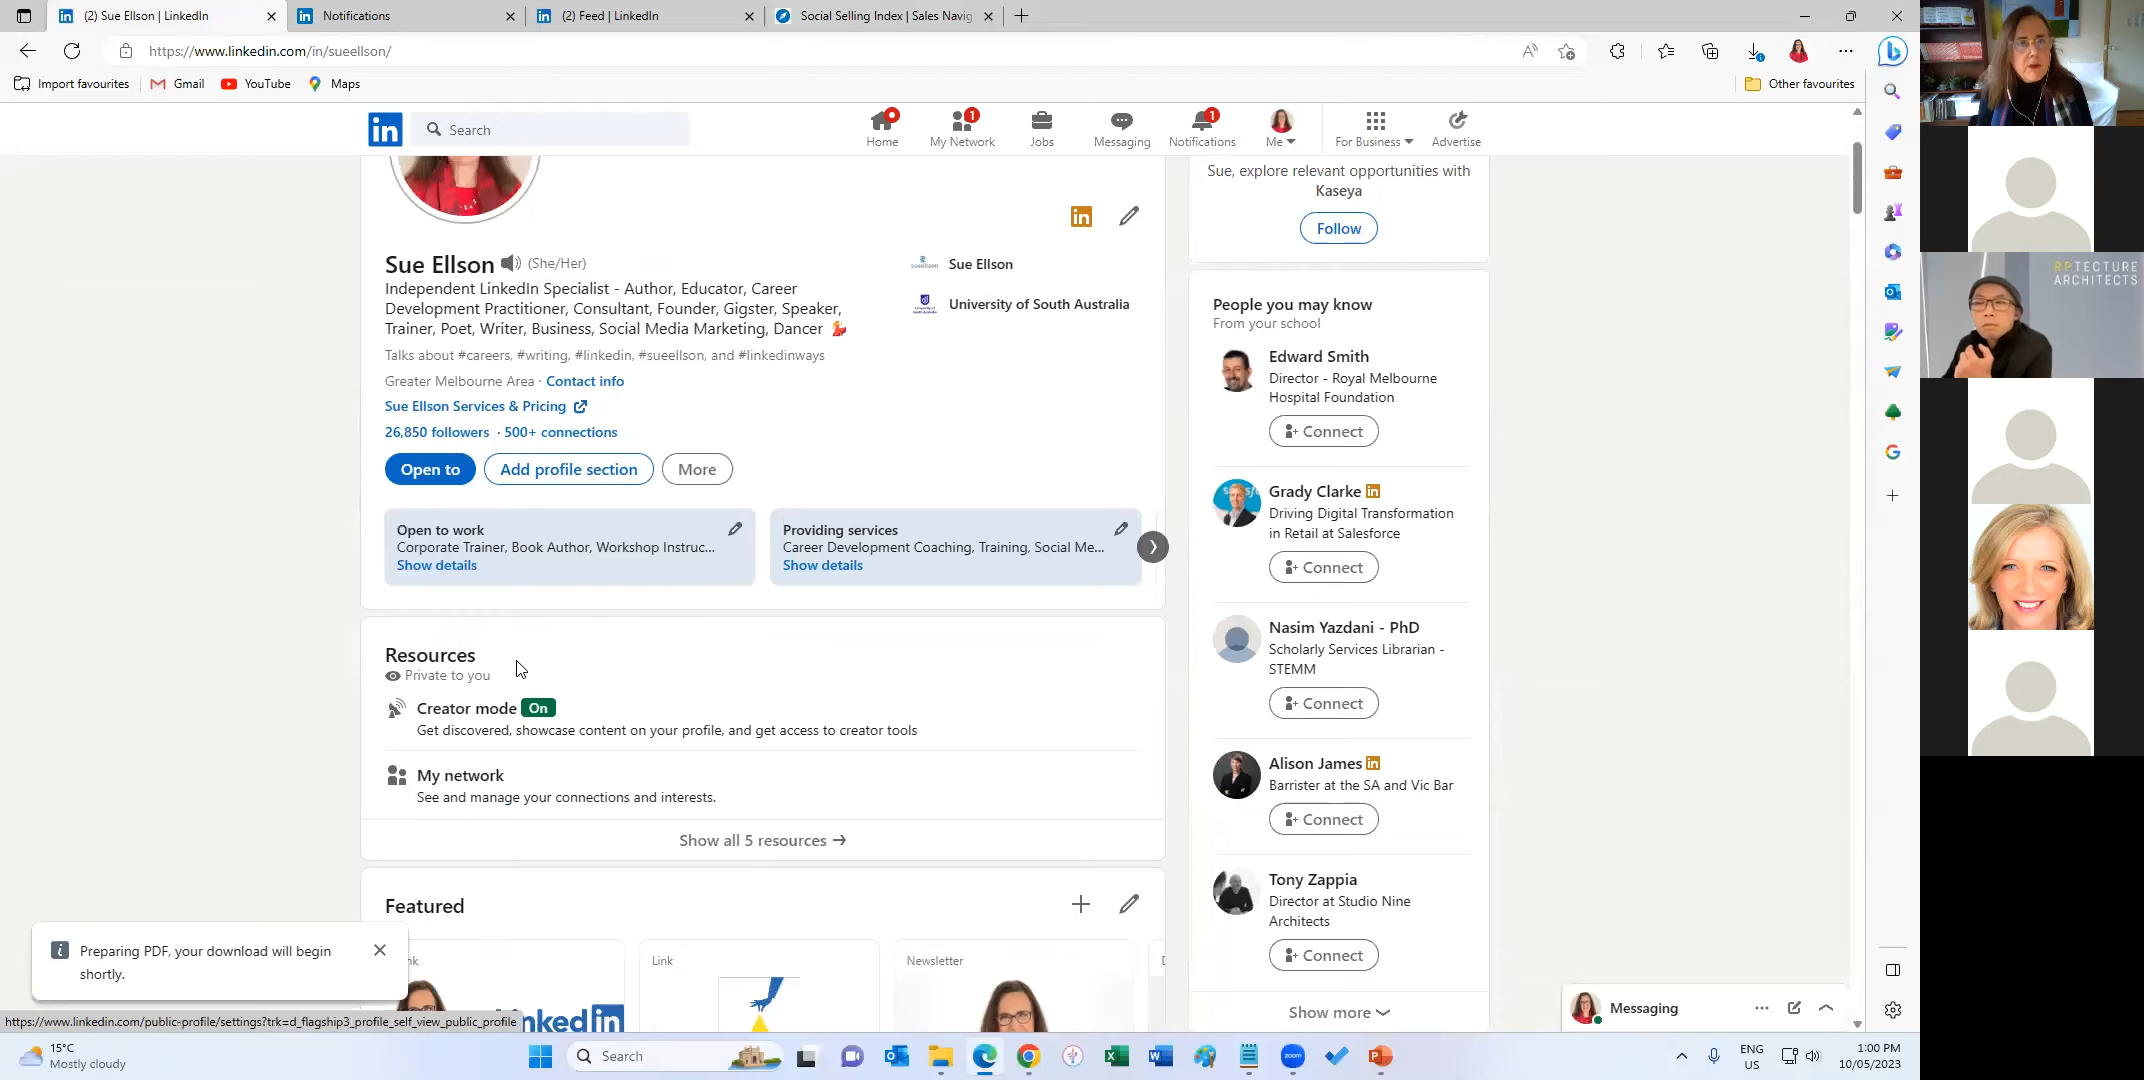 (2) Sue Ellson | LinkedIn
Notifications
(2) Feed | LinkedIn
Social Selling Index | Sales Navig
https://www.linkedin.com/in/sueellson/
Import favourites
Gmail
YouTube
Maps
Other favourites
in
Search
Home
1
My Network
Jobs
Messaging
1
Notifications
Me
For Business
Advertise
Sue Ellson
(She/Her)
Independent LinkedIn Specialist - Author, Educator, Career
Development Practitioner, Consultant, Founder, Gigster, Speaker,
Trainer, Poet, Writer, Business, Social Media Marketing, Dancer
Talks about #careers, #writing, #linkedin, #sueellson, and #linkedinways
Greater Melbourne Area · Contact info
Sue Ellson Services & Pricing
26,850 followers · 500+ connections
Open to
Add profile section
More
Sue Ellson
University of South Australia
Open to work
Corporate Trainer, Book Author, Workshop Instruc...
Show details
Providing services
Career Development Coaching, Training, Social Me...
Show details
Resources
Private to you
Creator mode On
Get discovered, showcase content on your profile, and get access to creator tools
My network
See and manage your connections and interests.
Show all 5 resources →
Featured
nk
Link
Newsletter
nkedin
Preparing PDF, your download will begin
shortly.
https://www.linkedin.com/public-profile/settings?trk=d_flagship3_profile_self_view_public_profile
Sue, explore relevant opportunities with
Kaseya
Follow
People you may know
From your school
Edward Smith
Director - Royal Melbourne
Hospital Foundation
Connect
Grady Clarke
Driving Digital Transformation
in Retail at Salesforce
Connect
Nasim Yazdani - PhD
Scholarly Services Librarian -
STEMM
Connect
Alison James
Barrister at the SA and Vic Bar
Connect
Tony Zappia
Director at Studio Nine
Architects
Connect
Show more
Messaging
RPTECTURE
ARCHITECTS
15°C
Mostly cloudy
Search
zoom
ENG
US
1:00 PM
10/05/2023